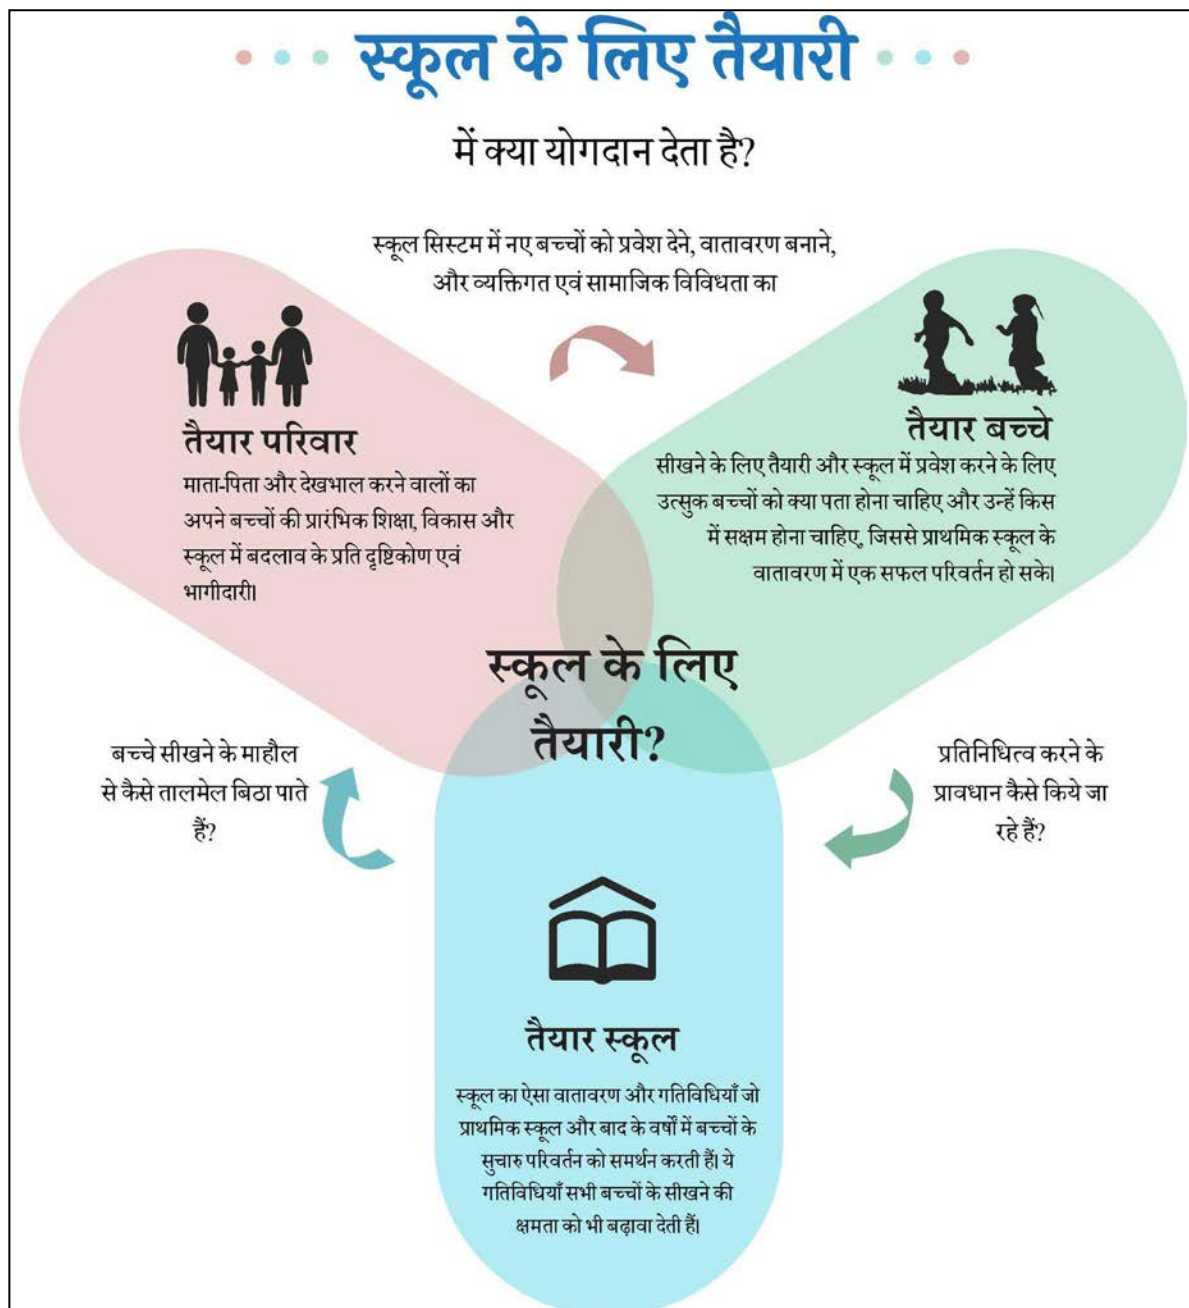 स्कूल के लिए तैयारी
में क्या योगदान देता है?
स्कूल सिस्टम में नए बच्चों को प्रवेश देने, वातावरण बनाने,
और व्यक्तिगत एवं सामाजिक विविधता का
तैयार परिवार
माता-पिता और देखभाल करने वालों का
अपने बच्चों की प्रारंभिक शिक्षा, विकास और
स्कूल में बदलाव के प्रति दृष्टिकोण एवं
भागीदारी।
तैयार बच्चे
सीखने के लिए तैयारी और स्कूल में प्रवेश करने के लिए
उत्सुक बच्चों को क्या पता होना चाहिए और उन्हें किस
में सक्षम होना चाहिए, जिससे प्राथमिक स्कूल के
वातावरण में एक सफल परिवर्तन हो सके।
स्कूल के लिए
तैयारी?
बच्चे सीखने के माहौल
से कैसे तालमेल बिठा पाते
हैं?
प्रतिनिधित्व करने के
प्रावधान कैसे किये जा
रहे हैं?
तैयार स्कूल
स्कूल का ऐसा वातावरण और गतिविधियाँ जो
प्राथमिक स्कूल और बाद के वर्षों में बच्चों के
सुचारु परिवर्तन को समर्थन करती हैं। ये
गतिविधियाँ सभी बच्चों के सीखने की
क्षमता को भी बढ़ावा देती हैं।